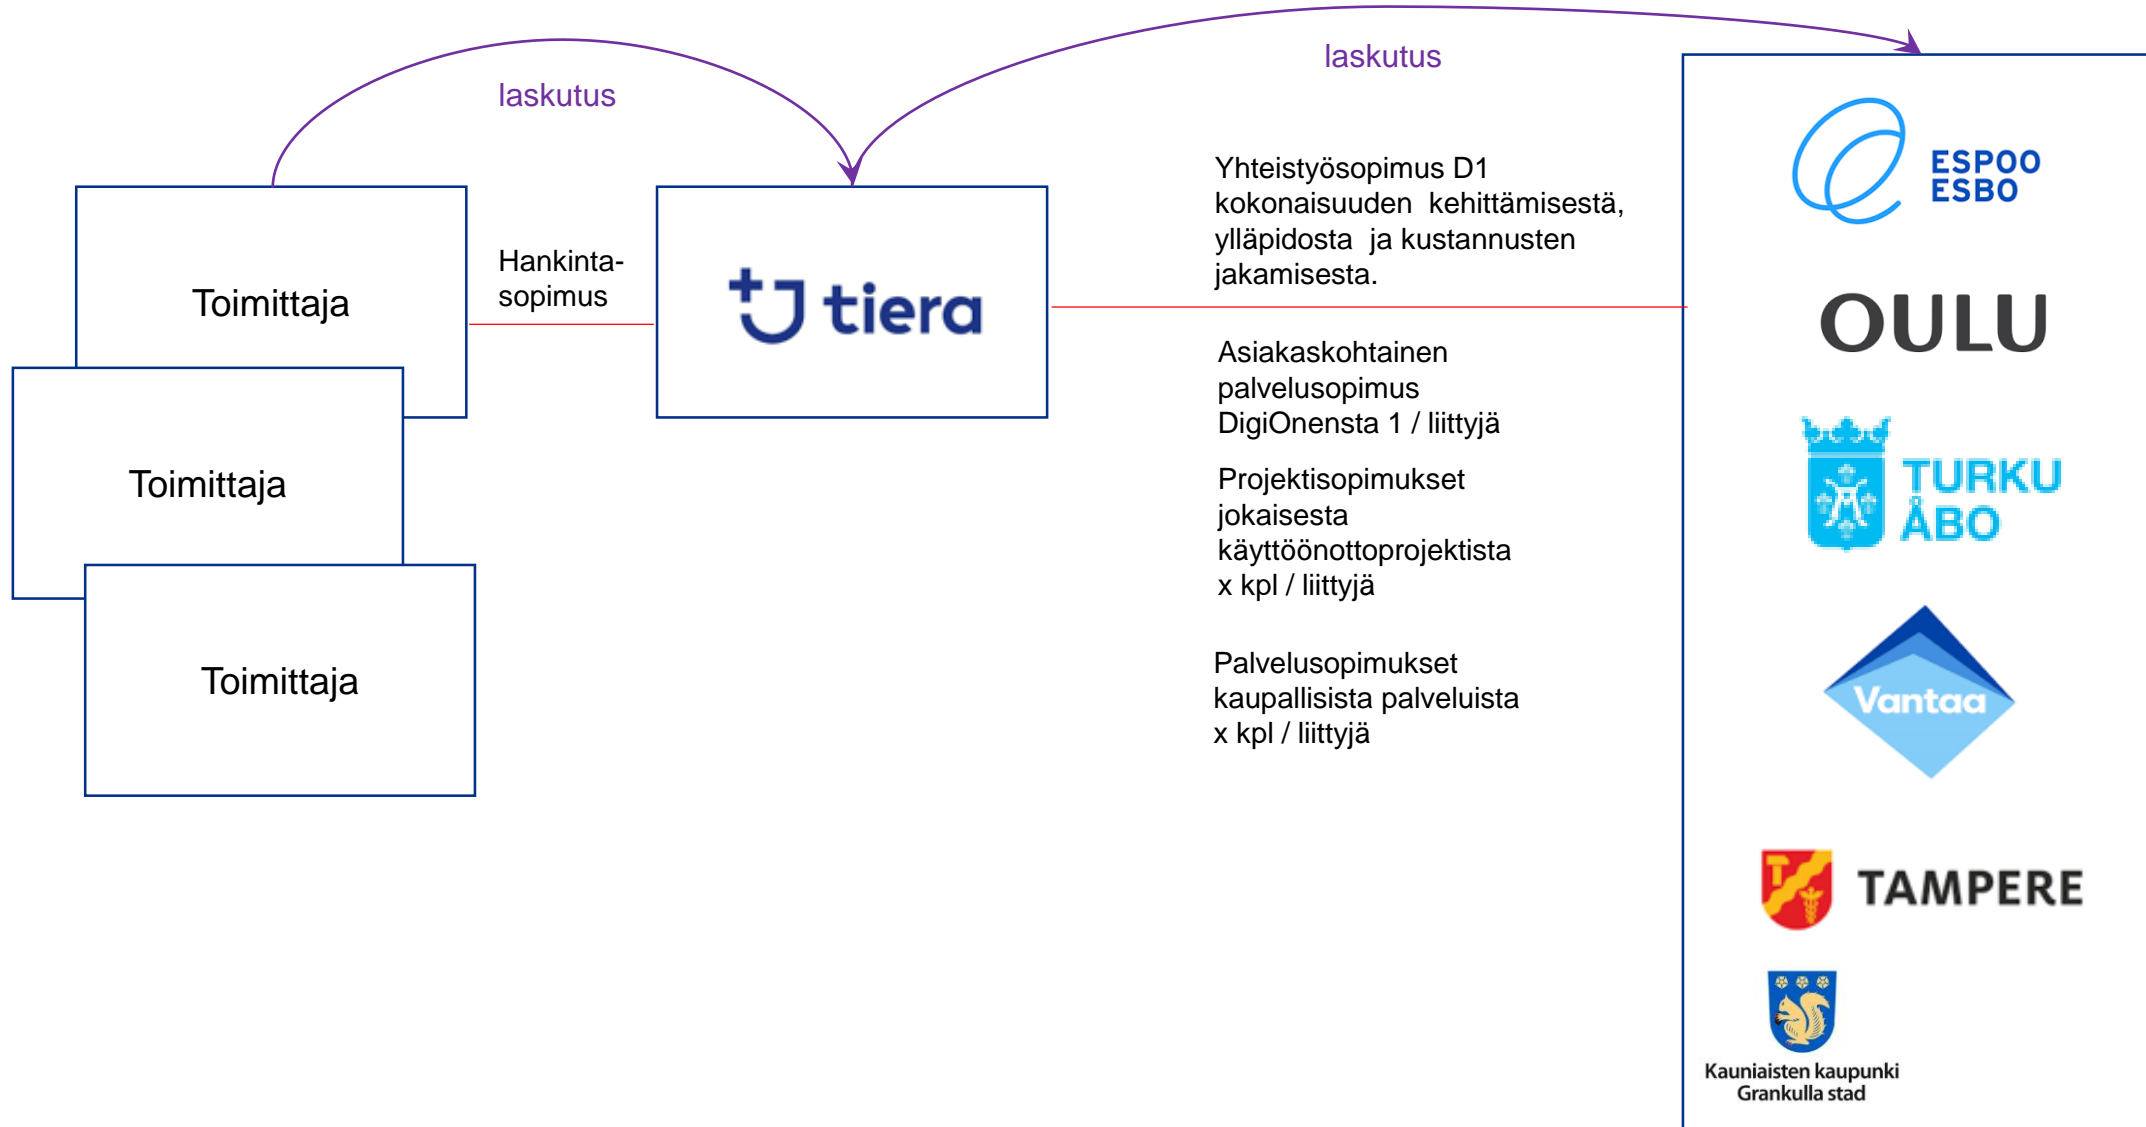 laskutus
laskutus
Toimittaja
Toimittaja
Toimittaja
Hankinta-
sopimus
tiera
Yhteistyösopimus D1
kokonaisuuden kehittämisestä,
ylläpidosta ja kustannusten
jakamisesta.
Asiakaskohtainen
palvelusopimus
DigiOnensta 1 / liittyjä
Projektisopimukset
jokaisesta
käyttöönottoprojektista
x kpl / liittyjä
Palvelusopimukset
kaupallisista palveluista
x kpl / liittyjä
ESPOO
ESBO
OULU
TURKU
ÅBO
Vantaa
TAMPERE
Kauniaisten kaupunki
Grankulla stad